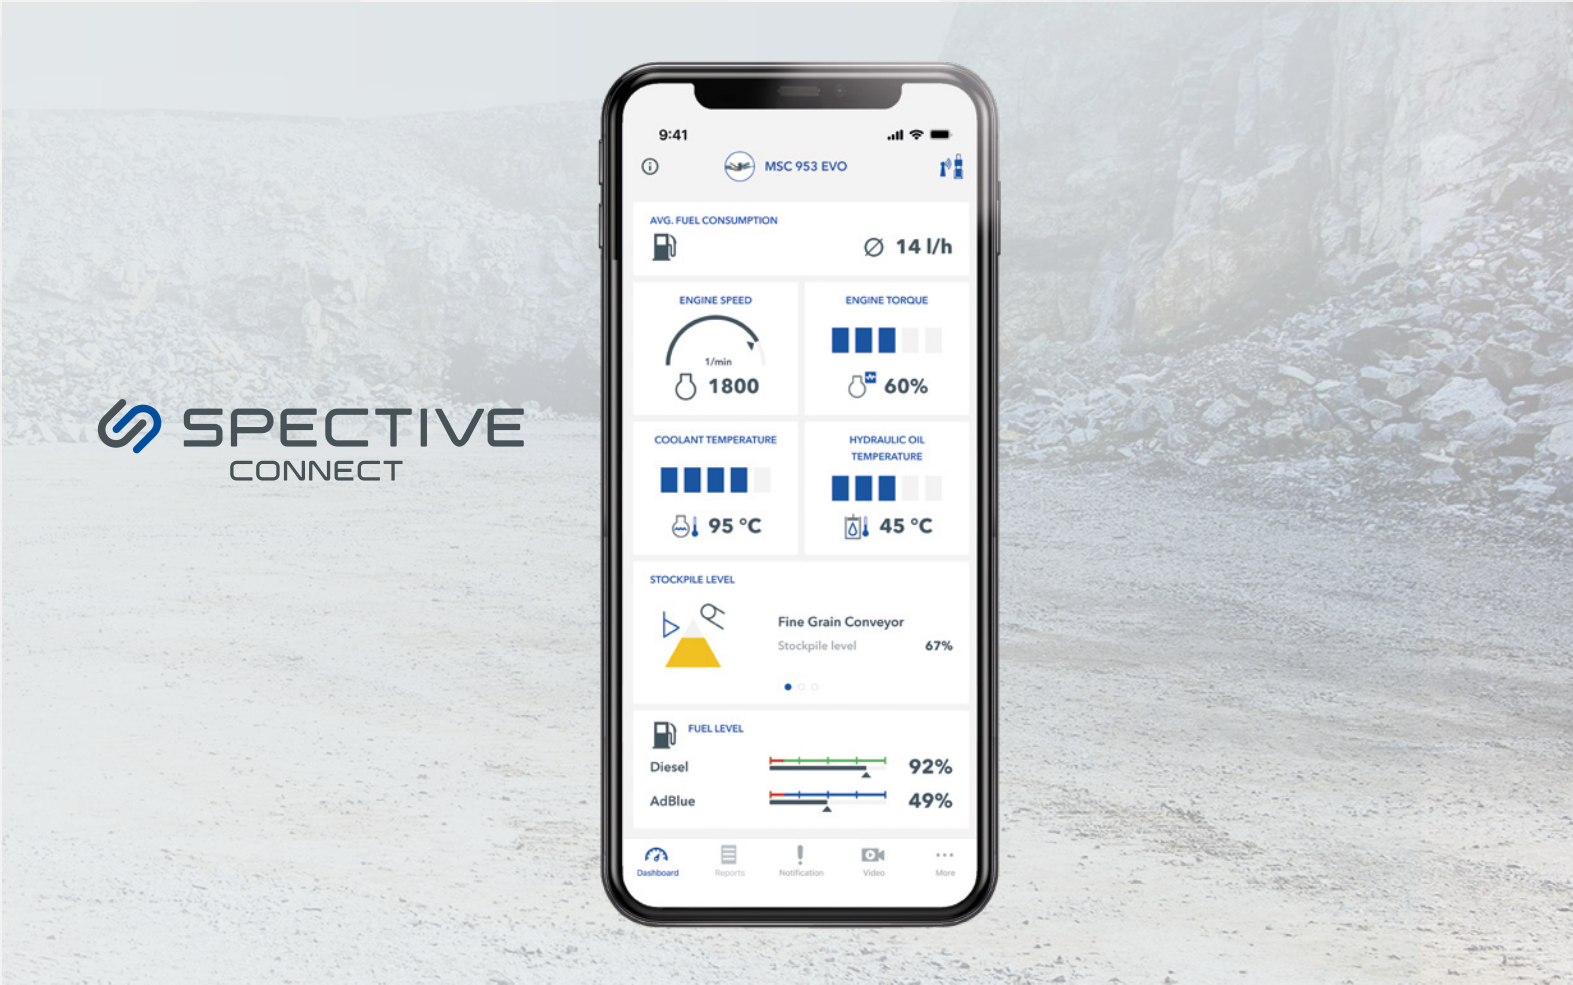 9:41
MSC 953 EVO
AVG. FUEL CONSUMPTION
14 l/h
ENGINE SPEED
1/min
1800
ENGINE TORQUE
60%
COOLANT TEMPERATURE
95 °C
HYDRAULIC OIL
TEMPERATURE
45 °C
STOCKPILE LEVEL
Fine Grain Conveyor
Stockpile level 67%
FUEL LEVEL
Diesel 92%
AdBlue 49%
Dashboard Reports Notification Video More
SPECTIVE
CONNECT